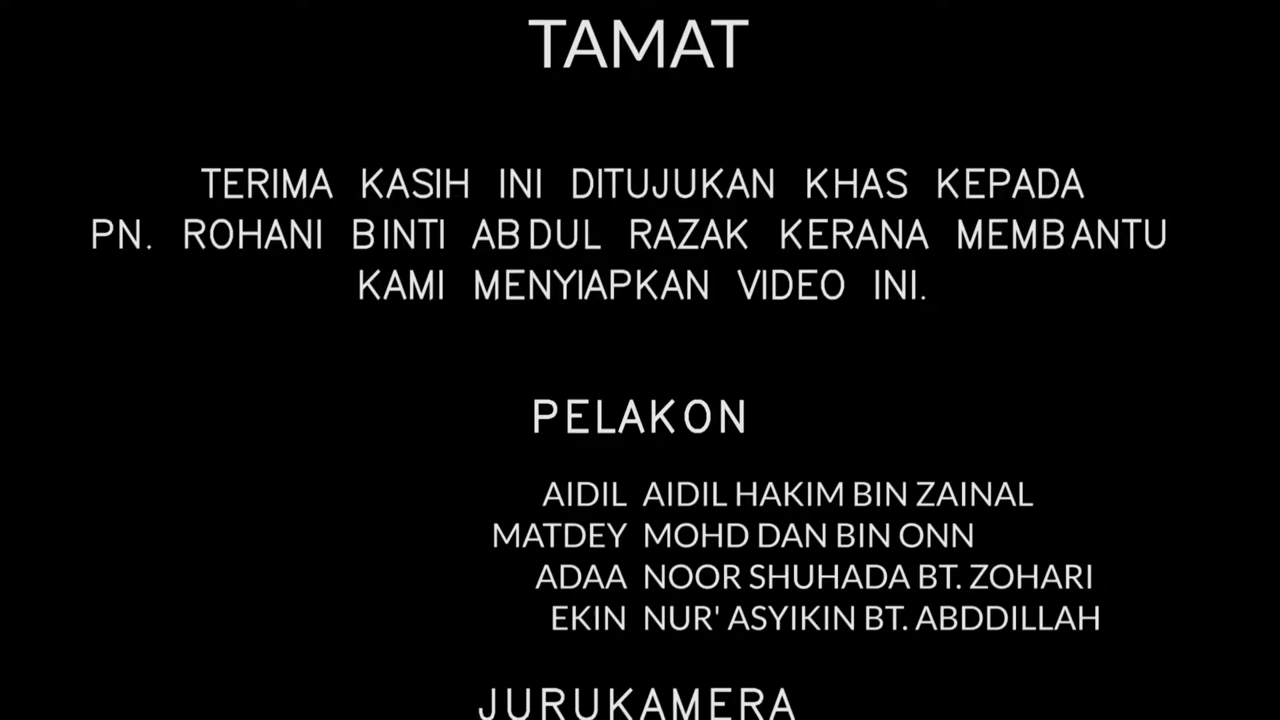 TAMAT
TERIMA KASIH INI DITUJUKAN KHAS KEPADA
PN. ROHANI BINTI ABDUL RAZAK KERANA MEMBANTU
KAMI MENYIAPKAN VIDEO INI.
PELAKON
AIDIL AIDIL HAKIM BIN ZAINAL
MATDEY MOHD DAN BIN ONN
ADAA NOOR SHUHADA BT. ZOHARI
EKIN NUR' ASYIKIN BT. ABDDILLAH
JURUKAMERA